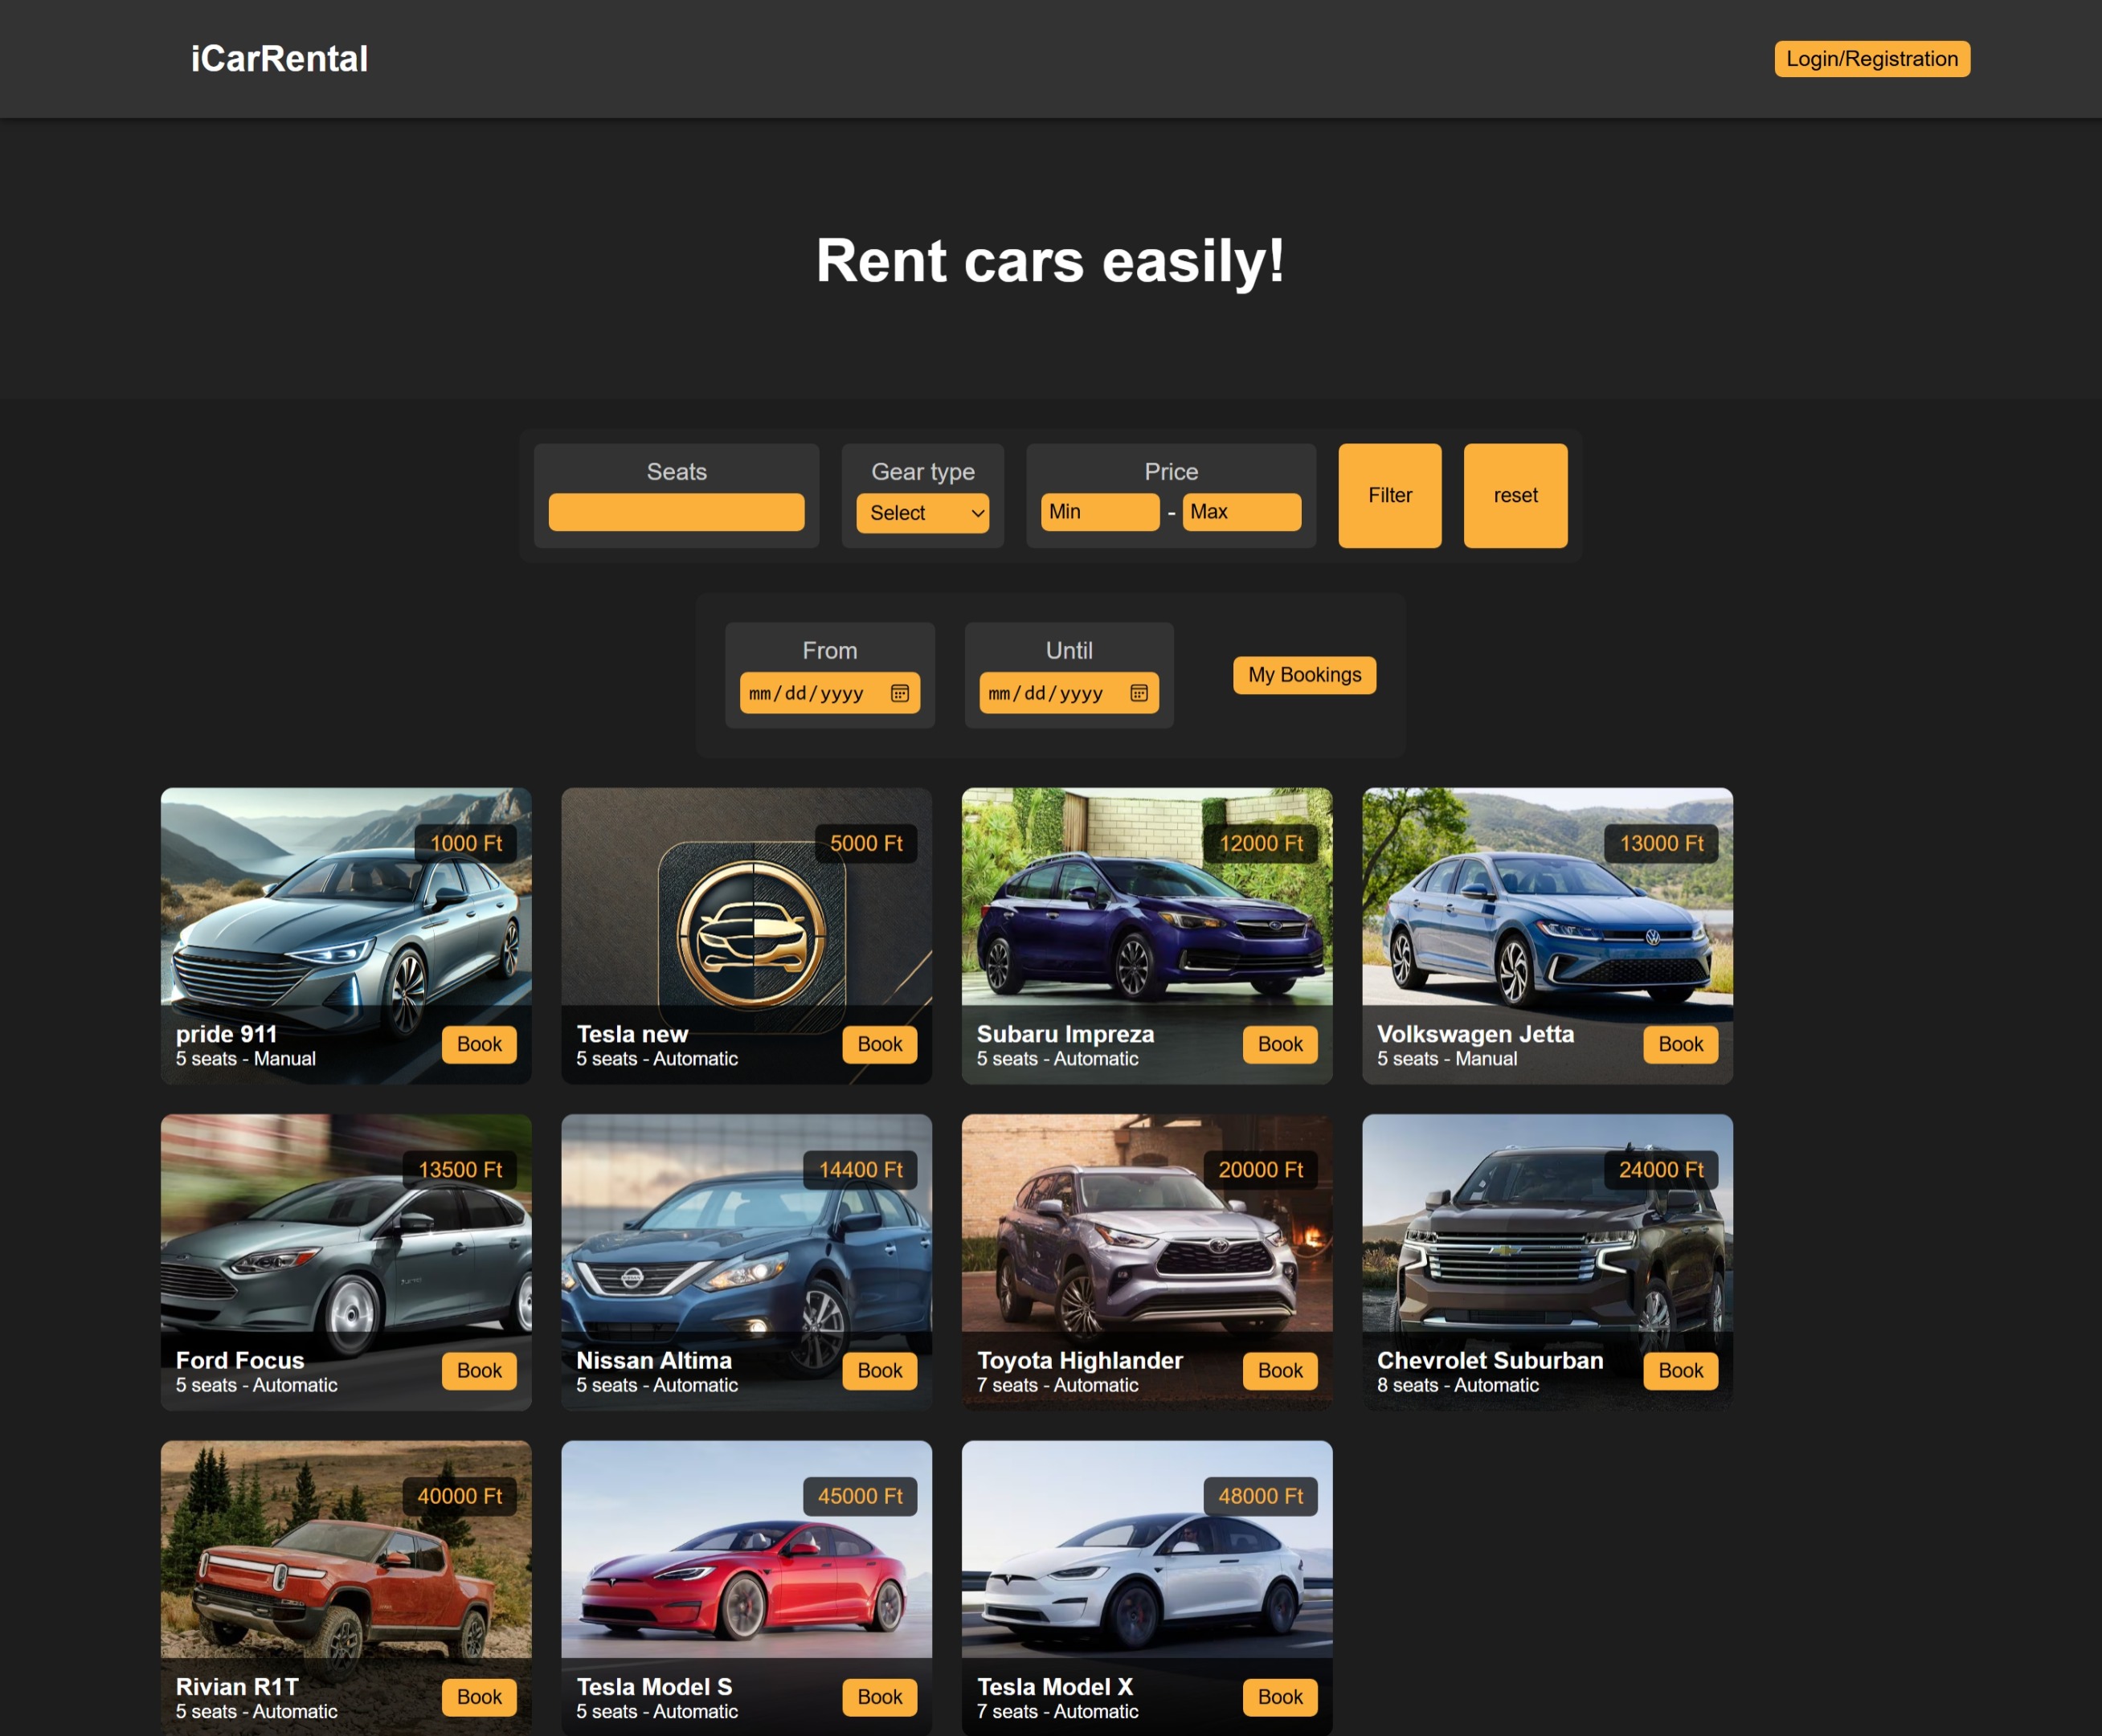 iCarRental
Login/Registration
Rent cars easily!
Seats
Gear type
Price
Select
Min - Max
Filter
reset
From
Until
mm/dd/yyyy
mm/dd/yyyy
My Bookings
1000 Ft
pride 911
5 seats - Manual
Book
5000 Ft
Tesla new
5 seats - Automatic
Book
12000 Ft
Subaru Impreza
5 seats - Automatic
Book
13000 Ft
Volkswagen Jetta
5 seats - Manual
Book
13500 Ft
Ford Focus
5 seats - Automatic
Book
14400 Ft
Nissan Altima
5 seats - Automatic
Book
20000 Ft
Toyota Highlander
7 seats - Automatic
Book
24000 Ft
Chevrolet Suburban
8 seats - Automatic
Book
40000 Ft
Rivian R1T
5 seats - Automatic
Book
45000 Ft
Tesla Model S
5 seats - Automatic
Book
48000 Ft
Tesla Model X
7 seats - Automatic
Book